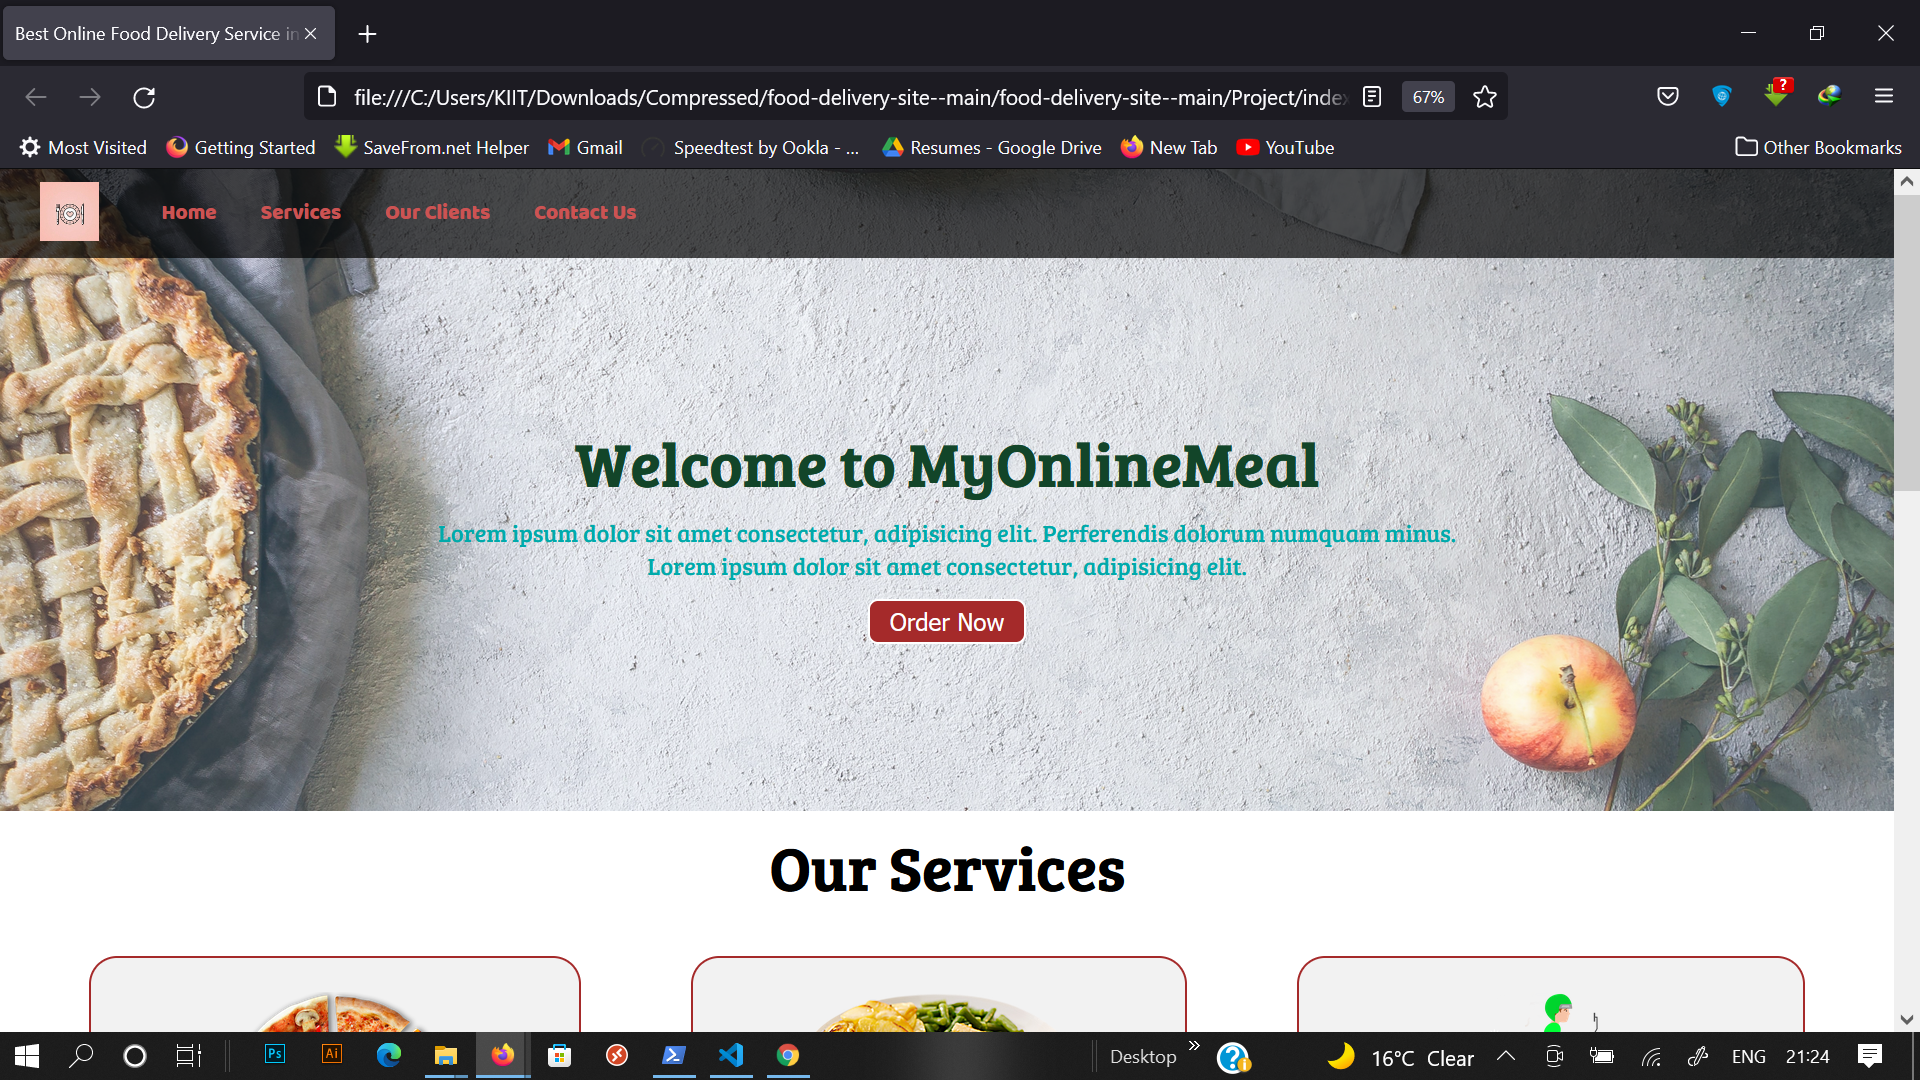 Best Online Food Delivery Service in
file:///C:/Users/KIIT/Downloads/Compressed/food-delivery-site--main/food-delivery-site--main/Project/index
67%
?
Most Visited
Getting Started
SaveFrom.net Helper
Gmail
Speedtest by Ookla - ...
Resumes - Google Drive
New Tab
YouTube
Other Bookmarks
Home
Services
Our Clients
Contact Us
Welcome to MyOnlineMeal
Lorem ipsum dolor sit amet consectetur, adipisicing elit. Perferendis dolorum numquam minus.
Lorem ipsum dolor sit amet consectetur, adipisicing elit.
Order Now
Our Services
Ps
Ai
Desktop
16°C Clear
ENG
21:24